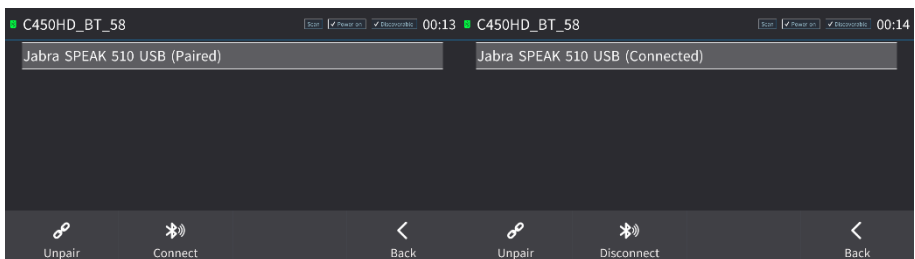 C450HD_BT_58 Scan Power on Discoverable 00:13
Jabra SPEAK 510 USB (Paired)
Unpair Connect Back
C450HD_BT_58 Scan Power on Discoverable 00:14
Jabra SPEAK 510 USB (Connected)
Unpair Disconnect Back